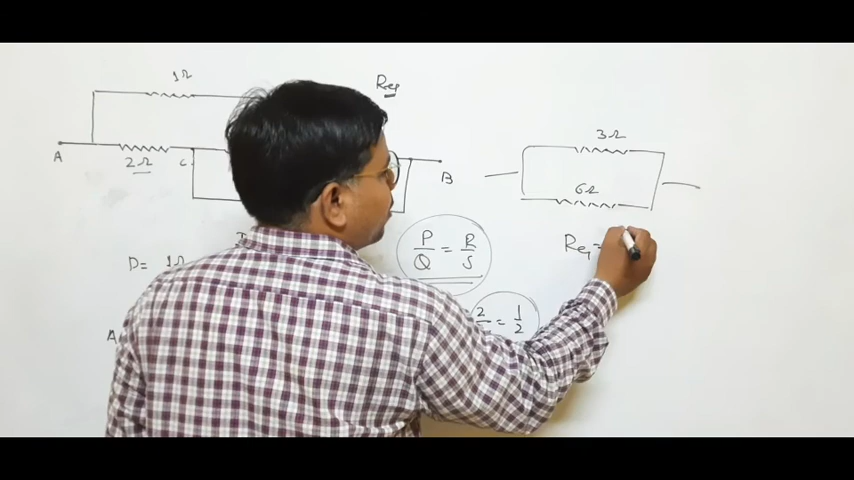 1Ω
Req
A
2Ω
C
B
3Ω
6Ω
P/Q = R/S
Req =
D= 1Ω
A
2
= 1/2